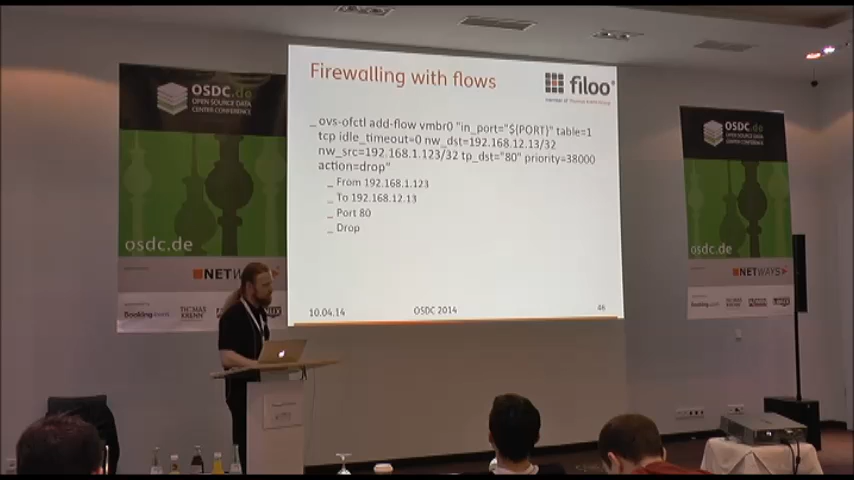 Firewalling with flows
filoo
_ ovs-ofctl add-flow vmbr0 "in_port="${PORT}" table=1
tcp idle_timeout=0 nw_dst=192.168.12.13/32
nw_src=192.168.1.123/32 tp_dst="80" priority=38000
action=drop"
_ From 192.168.1.123
_ To 192.168.12.13
_ Port 80
_ Drop
10.04.14
OSDC 2014
46
OSDC.de
OPEN SOURCE DATA
CENTER CONFERENCE
osdc.de
NETWAYS
Booking.com
THOMAS
KRENN
OSDC.de
OPEN SOURCE DATA
CENTER CONFERENCE
osdc.de
NETWAYS